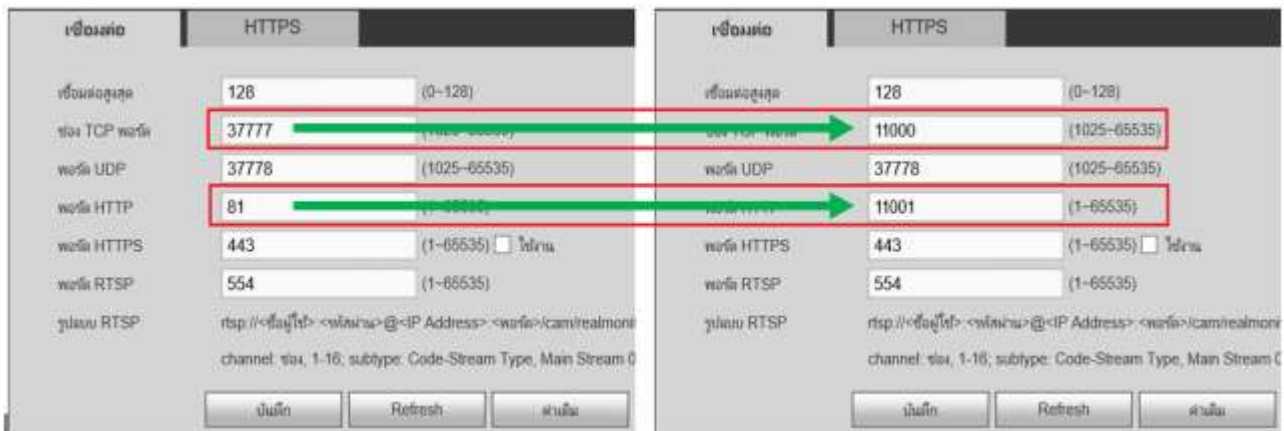 เชื่อมต่อ HTTPS
เชื่อมต่อสูงสุด 128 (0~128)
ช่อง TCP พอร์ต 37777
พอร์ต UDP 37778 (1025~65535)
พอร์ต HTTP 81
พอร์ต HTTPS 443 (1~65535) ใช้งาน
พอร์ต RTSP 554 (1~65535)
รูปแบบ RTSP rtsp://<ชื่อผู้ใช้>:<รหัสผ่าน>@<IP Address>:<พอร์ต>/cam/realmoni
channel: ช่อง, 1-16; subtype: Code-Stream Type, Main Stream 0
บันทึก Refresh ค่าเดิม
เชื่อมต่อ HTTPS
เชื่อมต่อสูงสุด 128 (0~128)
11000 (1025~65535)
พอร์ต UDP 37778 (1025~65535)
11001 (1~65535)
พอร์ต HTTPS 443 (1~65535) ใช้งาน
พอร์ต RTSP 554 (1~65535)
รูปแบบ RTSP rtsp://<ชื่อผู้ใช้>:<รหัสผ่าน>@<IP Address>:<พอร์ต>/cam/realmoni
channel: ช่อง, 1-16; subtype: Code-Stream Type, Main Stream 0
บันทึก Refresh ค่าเดิม